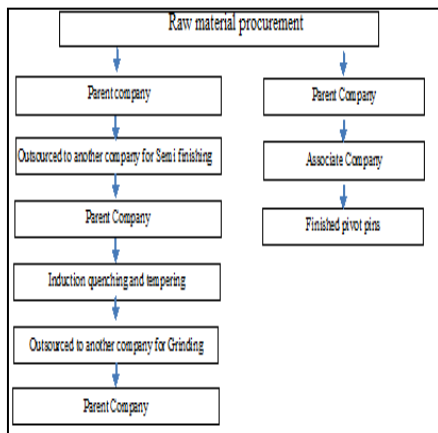 Raw material procurement
Parent company
Outsourced to another company for Semi finishing
Parent Company
Induction quenching and tempering
Outsourced to another company for Grinding
Parent Company
Parent Company
Associate Company
Finished pivot pins